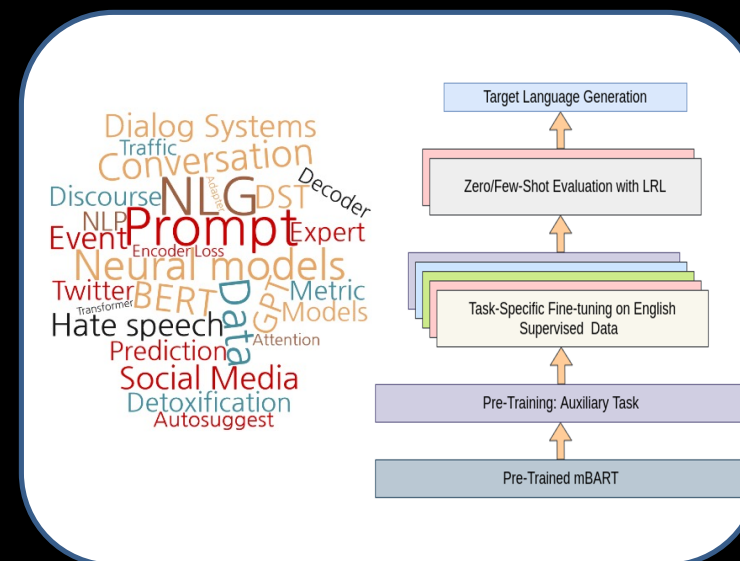 Dialog Systems
Traffic
Conversation
Discourse
NLG
Adapter
DST
Decoder
NLP
Prompt
Event
Expert
Encoder Loss
Neural models
Twitter
BERT
Data
GPT
Metric
Transformer
Models
Hate speech
Attention
Prediction
Social Media
Detoxification
Autosuggest
Target Language Generation
Zero/Few-Shot Evaluation with LRL
Task-Specific Fine-tuning on English
Supervised Data
Pre-Training: Auxiliary Task
Pre-Trained mBART